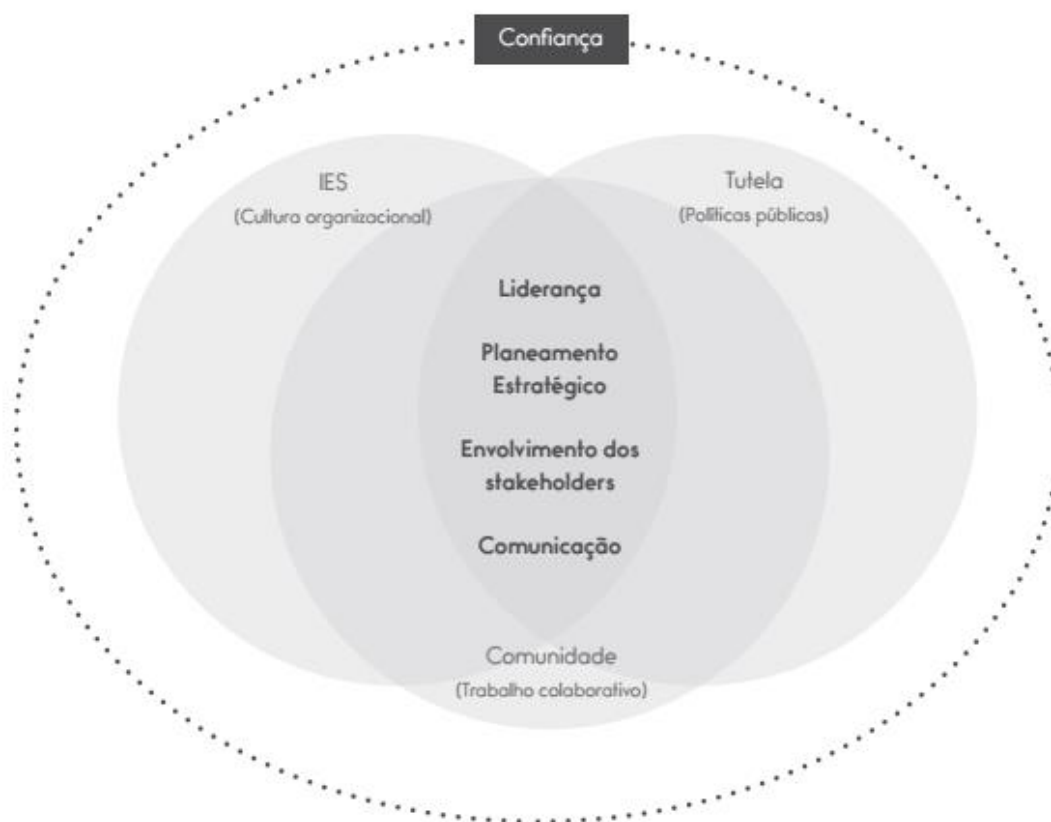 Confiança
IES
(Cultura organizacional)
Tutela
(Políticas públicas)
Liderança
Planeamento
Estratégico
Envolvimento dos
stakeholders
Comunicação
Comunidade
(Trabalho colaborativo)